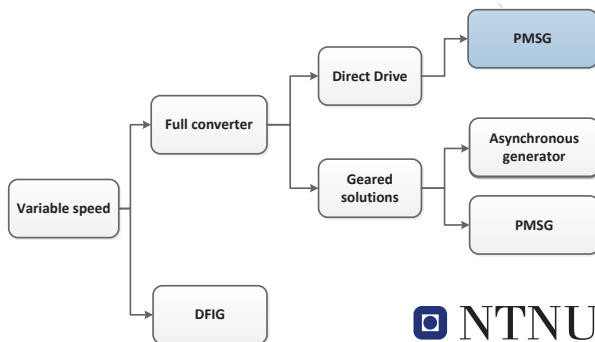 PMSG
Direct Drive
Full converter
Asynchronous
generator
Geared
solutions
Variable speed
PMSG
DFIG
NTNU